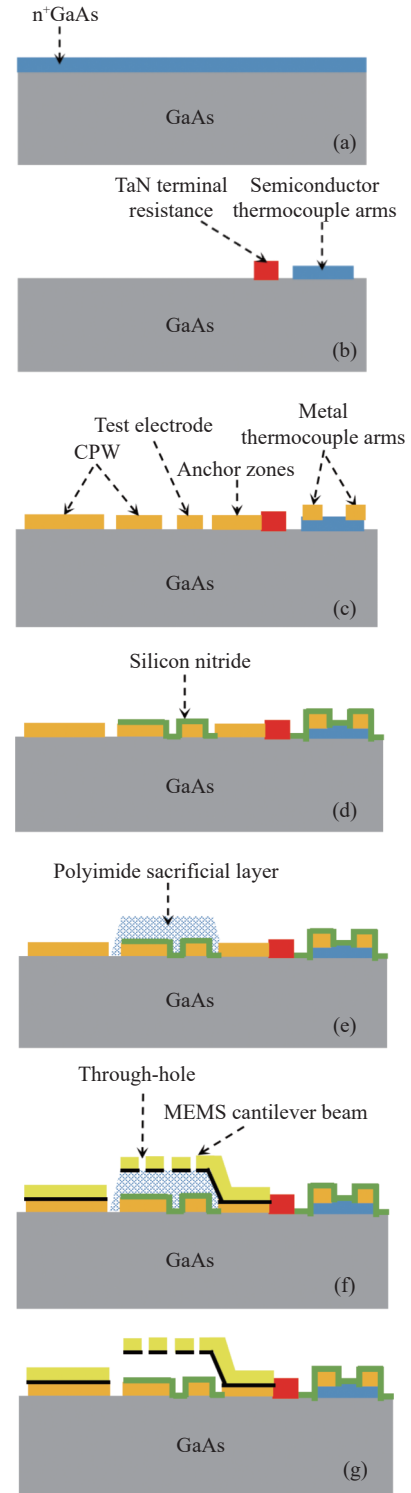 n⁺GaAs
GaAs
(a)
TaN terminal
resistance
Semiconductor
thermocouple arms
GaAs
(b)
CPW
Test electrode
Anchor zones
Metal
thermocouple arms
GaAs
(c)
Silicon nitride
GaAs
(d)
Polyimide sacrificial layer
GaAs
(e)
Through-hole
MEMS cantilever beam
GaAs
(f)
GaAs
(g)